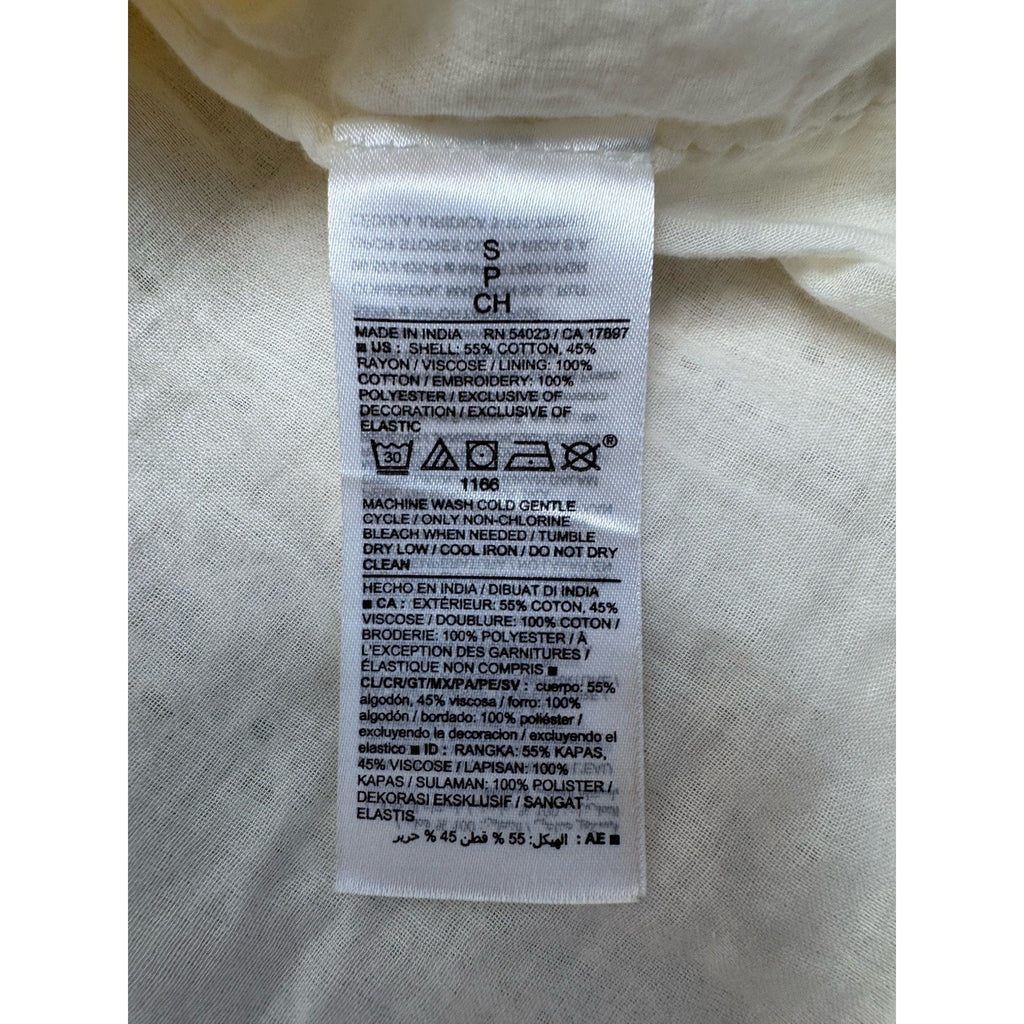 S
P
CH
MADE IN INDIA RN 54023 / CA 17897
■ US : SHELL: 55% COTTON, 45%
RAYON / VISCOSE / LINING: 100%
COTTON / EMBROIDERY: 100%
POLYESTER / EXCLUSIVE OF
DECORATION / EXCLUSIVE OF
ELASTIC
30 ®
1166
MACHINE WASH COLD GENTLE
CYCLE / ONLY NON-CHLORINE
BLEACH WHEN NEEDED / TUMBLE
DRY LOW / COOL IRON / DO NOT DRY
CLEAN
HECHO EN INDIA / DIBUAT DI INDIA
■ CA : EXTÉRIEUR: 55% COTON, 45%
VISCOSE / DOUBLURE: 100% COTON /
BRODERIE: 100% POLYESTER / À
L'EXCEPTION DES GARNITURES /
ÉLASTIQUE NON COMPRIS ■
CL/CR/GT/MX/PA/PE/SV : cuerpo: 55%
algodón, 45% viscosa / forro: 100%
algodón / bordado: 100% poliéster /
excluyendo la decoracion / excluyendo el
elastico ■ ID : RANGKA: 55% KAPAS,
45% VISCOSE / LAPISAN: 100%
KAPAS / SULAMAN: 100% POLISTER /
DEKORASI EKSKLUSIF / SANGAT
ELASTIS
■ AE : الهيكل: 55 % قطن 45 % حرير